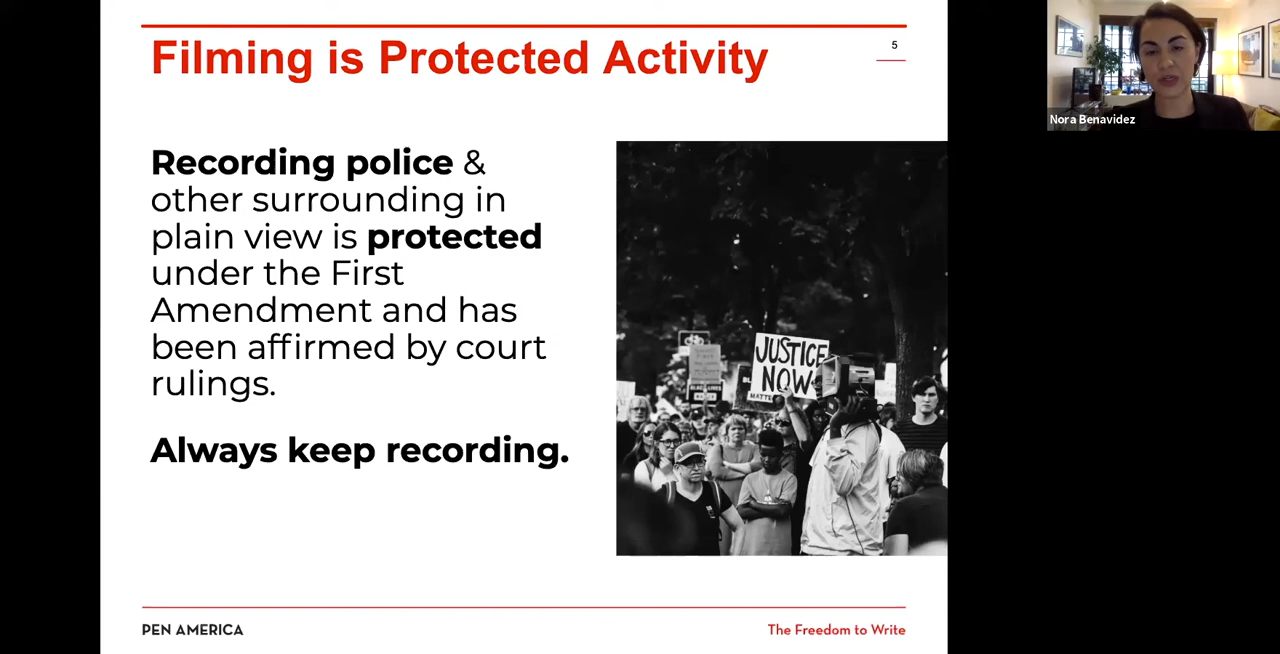 Filming is Protected Activity
5
Recording police &
other surrounding in
plain view is protected
under the First
Amendment and has
been affirmed by court
rulings.
Always keep recording.
JUSTICE
NOW
MATTER
PEN AMERICA
The Freedom to Write
Nora Benavidez